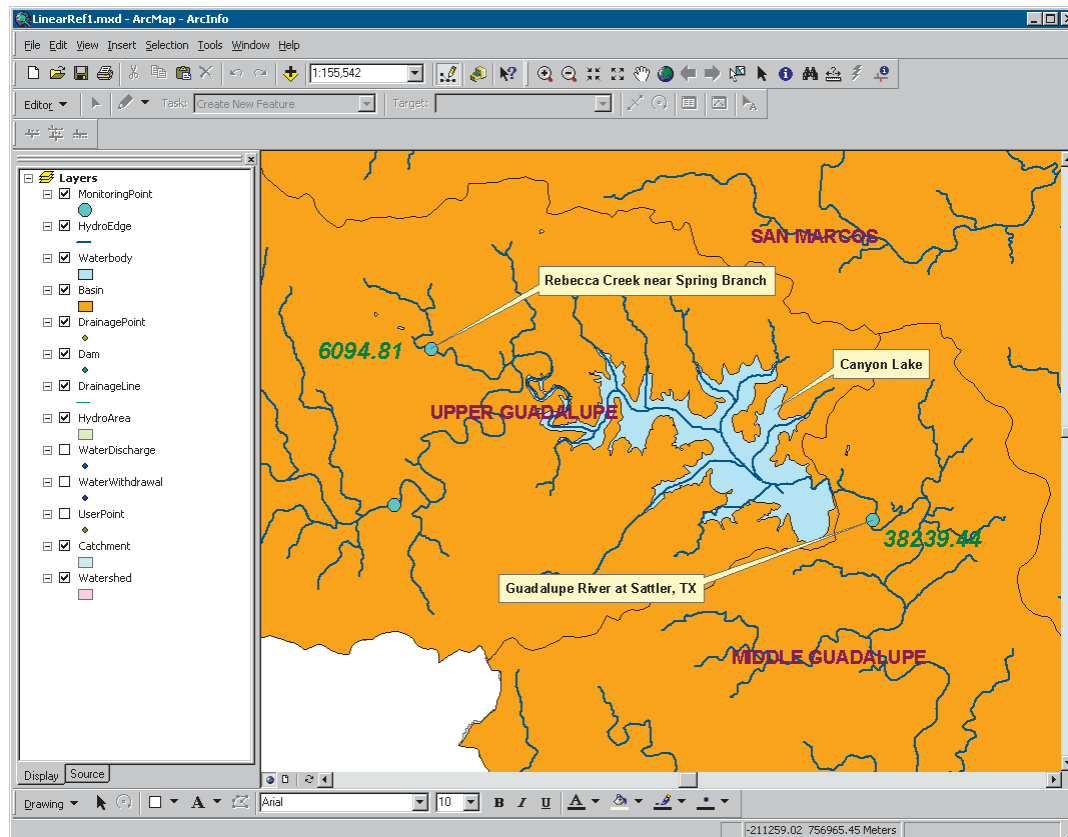 LinearRef1.mxd - ArcMap - ArcInfo
File Edit View Insert Selection Tools Window Help
1:155,542
Editor Task: Create New Feature Target:
Layers
MonitoringPoint
HydroEdge
Waterbody
Basin
DrainagePoint
Dam
DrainageLine
HydroArea
WaterDischarge
WaterWithdrawal
UserPoint
Catchment
Watershed
Display Source
SAN MARCOS
Rebecca Creek near Spring Branch
6094.81
Canyon Lake
UPPER GUADALUPE
38239.44
Guadalupe River at Sattler, TX
MIDDLE GUADALUPE
Drawing A Arial 10 B I U A
-211259.02 756965.45 Meters